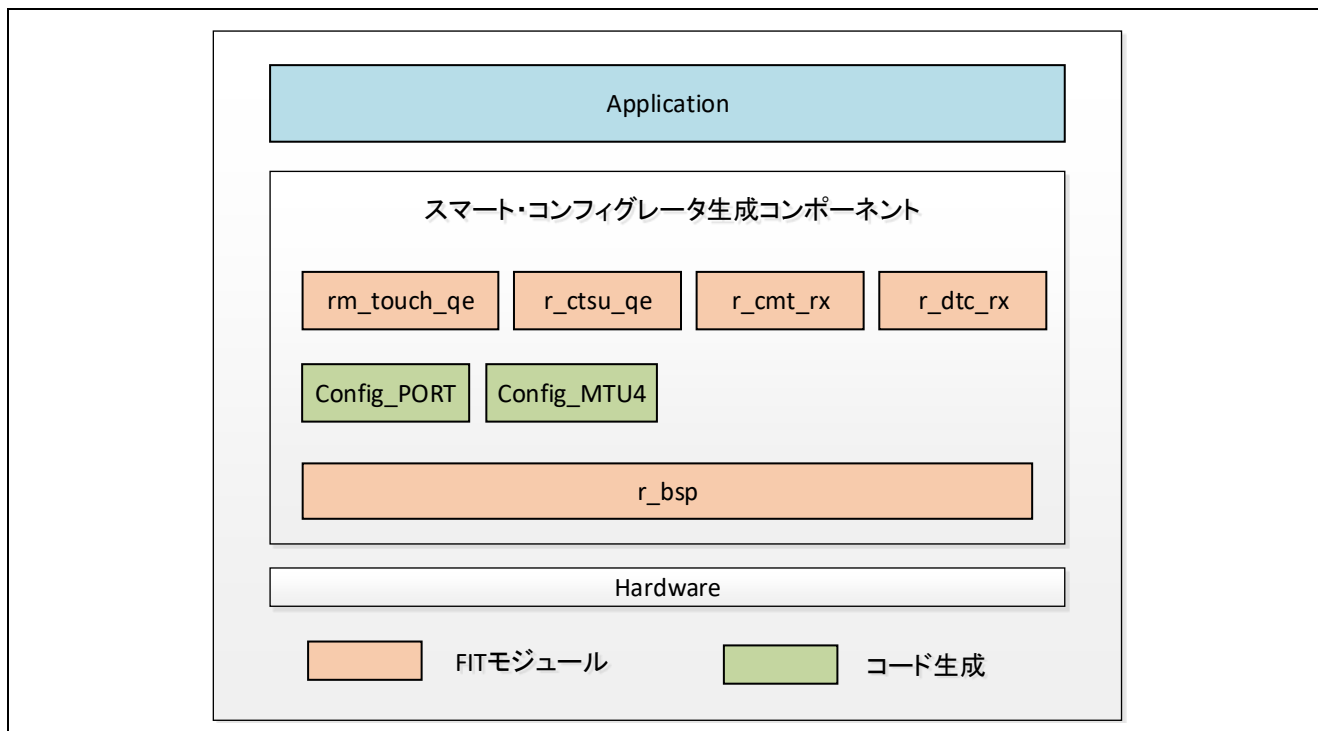 Application
スマート・コンフィグレータ生成コンポーネント
rm_touch_qe
r_ctsu_qe
r_cmt_rx
r_dtc_rx
Config_PORT
Config_MTU4
r_bsp
Hardware
FITモジュール
コード生成